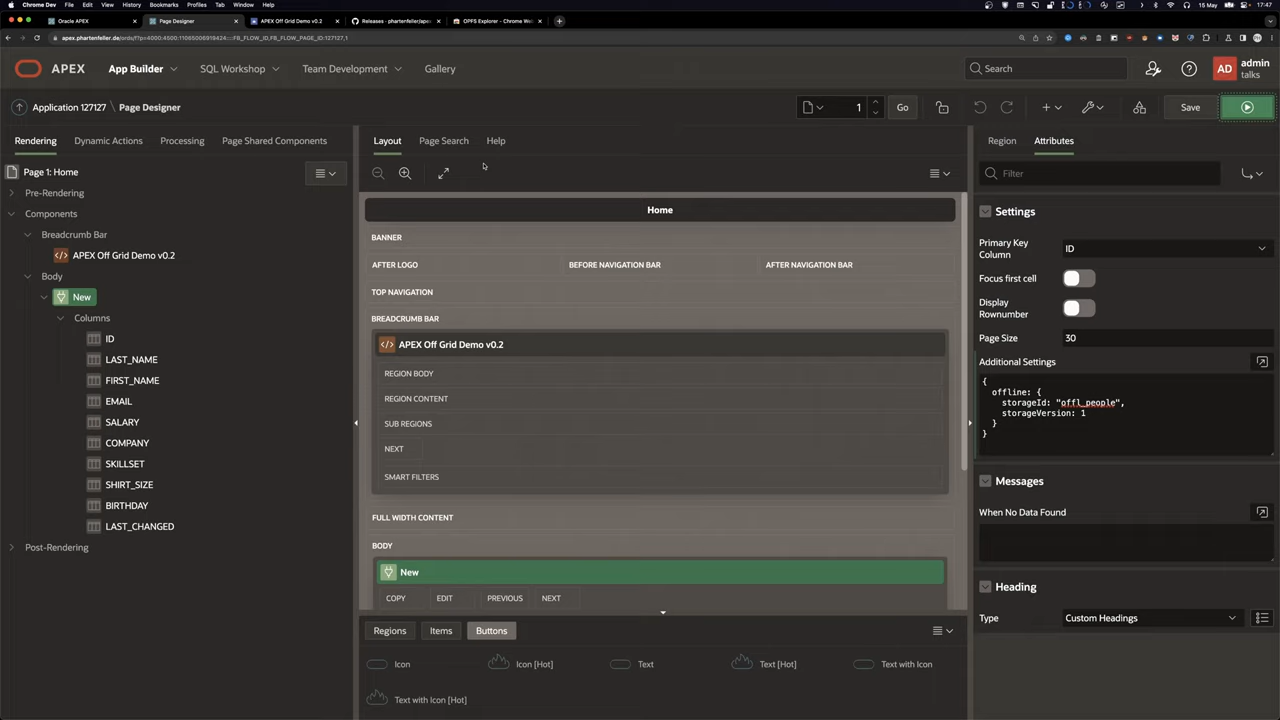 Chrome Dev File Edit View History Bookmarks Profiles Tab Window Help
15 May 17:47
Oracle APEX
Page Designer
APEX Off Grid Demo v0.2
Releases · phartenfeller/apex
OPFS Explorer - Chrome We
APEX
App Builder
SQL Workshop
Team Development
Gallery
Search
AD
admin
talks
Application 127127 \ Page Designer
1
Go
Save
Rendering
Dynamic Actions
Processing
Page Shared Components
Layout
Page Search
Help
Region
Attributes
Page 1: Home
Filter
Pre-Rendering
Components
Breadcrumb Bar
APEX Off Grid Demo v0.2
Body
New
Columns
ID
LAST_NAME
FIRST_NAME
EMAIL
SALARY
COMPANY
SKILLSET
SHIRT_SIZE
BIRTHDAY
LAST_CHANGED
Post-Rendering
Home
BANNER
AFTER LOGO
BEFORE NAVIGATION BAR
AFTER NAVIGATION BAR
TOP NAVIGATION
BREADCRUMB BAR
APEX Off Grid Demo v0.2
REGION BODY
REGION CONTENT
SUB REGIONS
NEXT
SMART FILTERS
FULL WIDTH CONTENT
BODY
New
COPY
EDIT
PREVIOUS
NEXT
Regions
Items
Buttons
Icon
Icon [Hot]
Text
Text [Hot]
Text with Icon
Text with Icon [Hot]
Settings
Primary Key Column
ID
Focus first cell
Display Rownumber
Page Size
30
Additional Settings
{
offline: {
storageId: "offl_people",
storageVersion: 1
}
}
Messages
When No Data Found
Heading
Type
Custom Headings